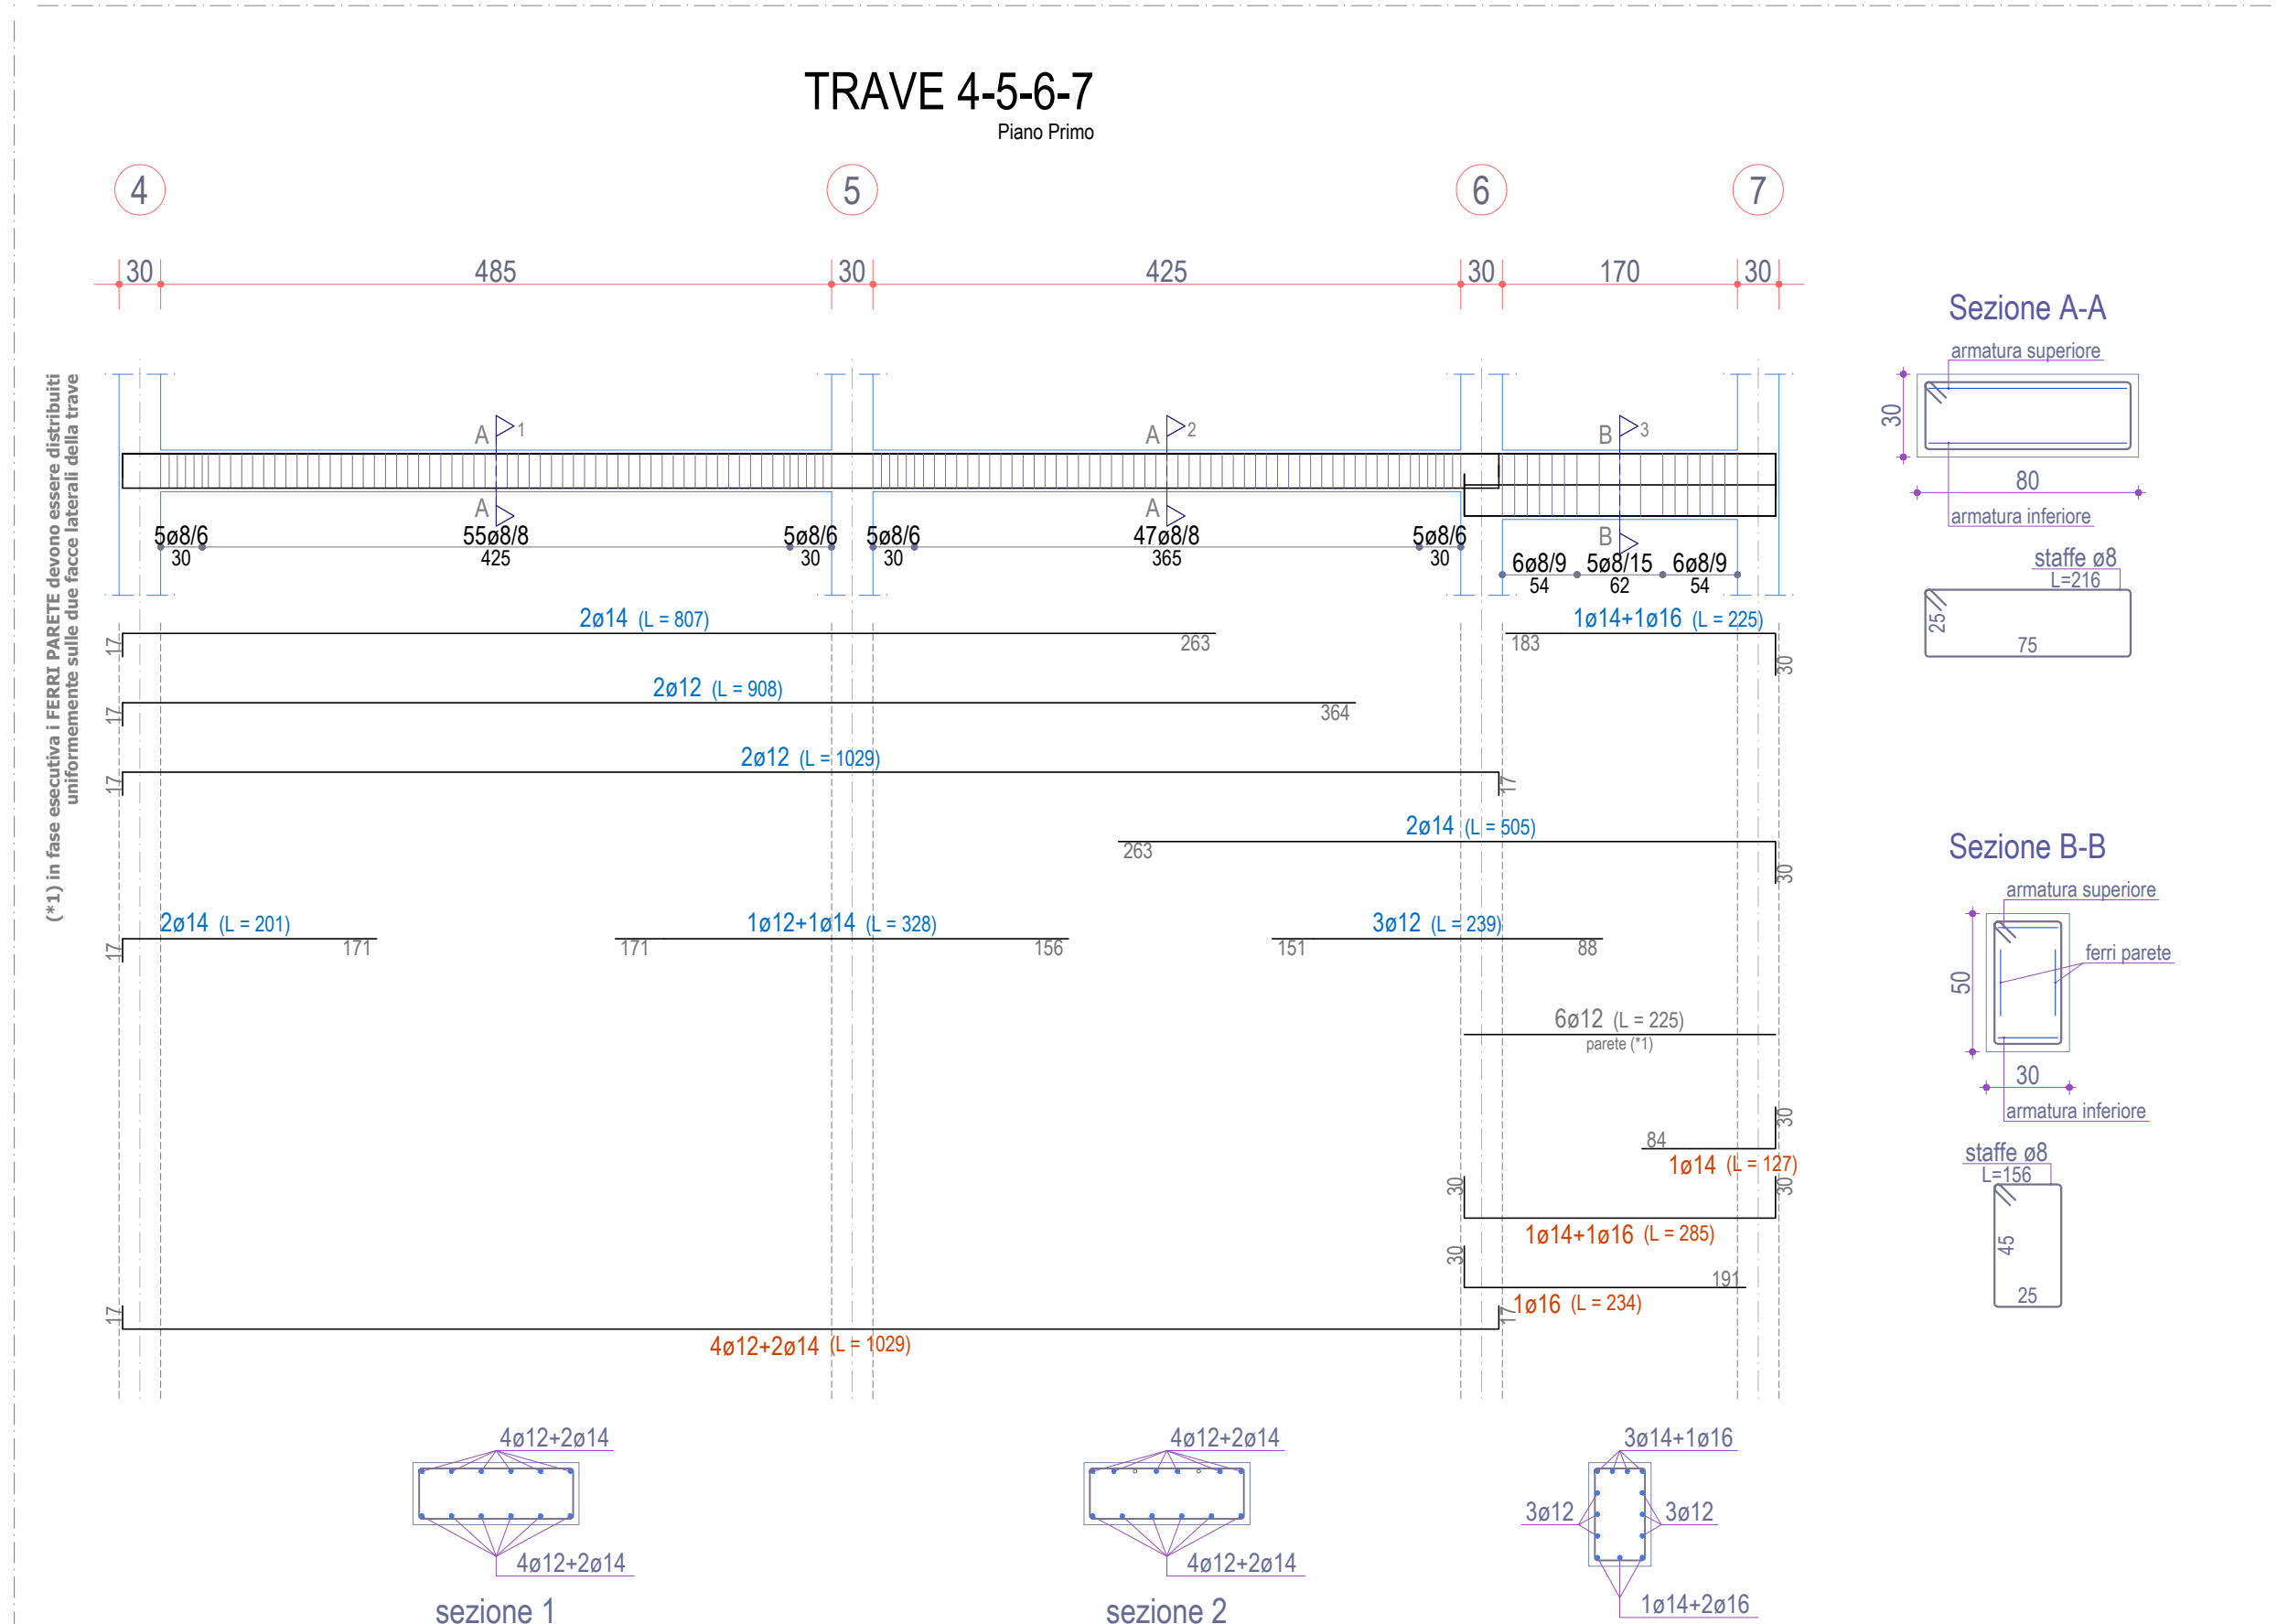 TRAVE 4-5-6-7
Piano Primo
4
5
6
7
30
485
30
425
30
170
30
(*1) in fase esecutiva i FERRI PARETE devono essere distribuiti
uniformemente sulle due facce laterali della trave
A
1
A
2
B
3
A
A
B
5ø8/6
30
55ø8/8
425
5ø8/6
30
5ø8/6
30
47ø8/8
365
5ø8/6
30
6ø8/9
54
5ø8/15
62
6ø8/9
54
2ø14 (L = 807)
17
263
1ø14+1ø16 (L = 225)
183
30
2ø12 (L = 908)
17
364
2ø12 (L = 1029)
17
17
2ø14 (L = 505)
263
30
2ø14 (L = 201)
17
171
1ø12+1ø14 (L = 328)
171
156
3ø12 (L = 239)
151
88
6ø12 (L = 225)
parete (*1)
30
84
1ø14 (L = 127)
30
30
1ø14+1ø16 (L = 285)
30
191
1ø16 (L = 234)
17
17
4ø12+2ø14 (L = 1029)
Sezione A-A
armatura superiore
30
80
armatura inferiore
staffe ø8
L=216
25
75
Sezione B-B
armatura superiore
ferri parete
50
30
armatura inferiore
staffe ø8
L=156
45
25
4ø12+2ø14
4ø12+2ø14
sezione 1
4ø12+2ø14
4ø12+2ø14
sezione 2
3ø14+1ø16
3ø12
3ø12
1ø14+2ø16